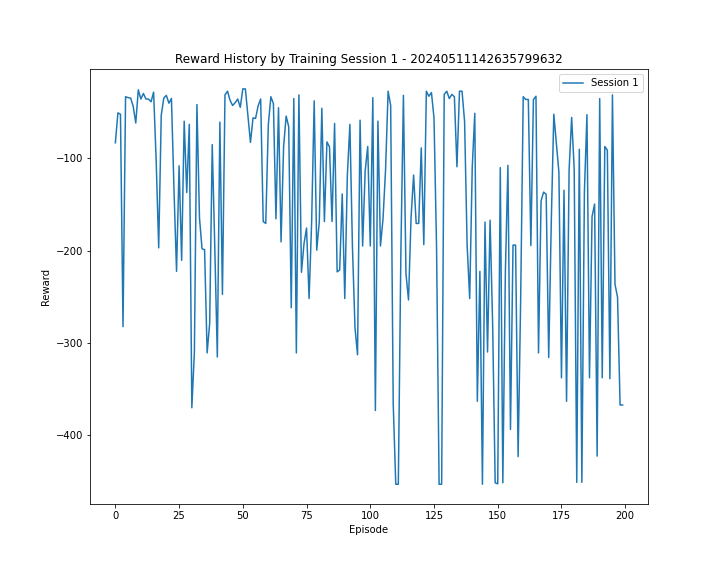 Reward History by Training Session 1 - 20240511142635799632
Session 1
Reward
−100
−200
−300
−400
0 25 50 75 100 125 150 175 200
Episode